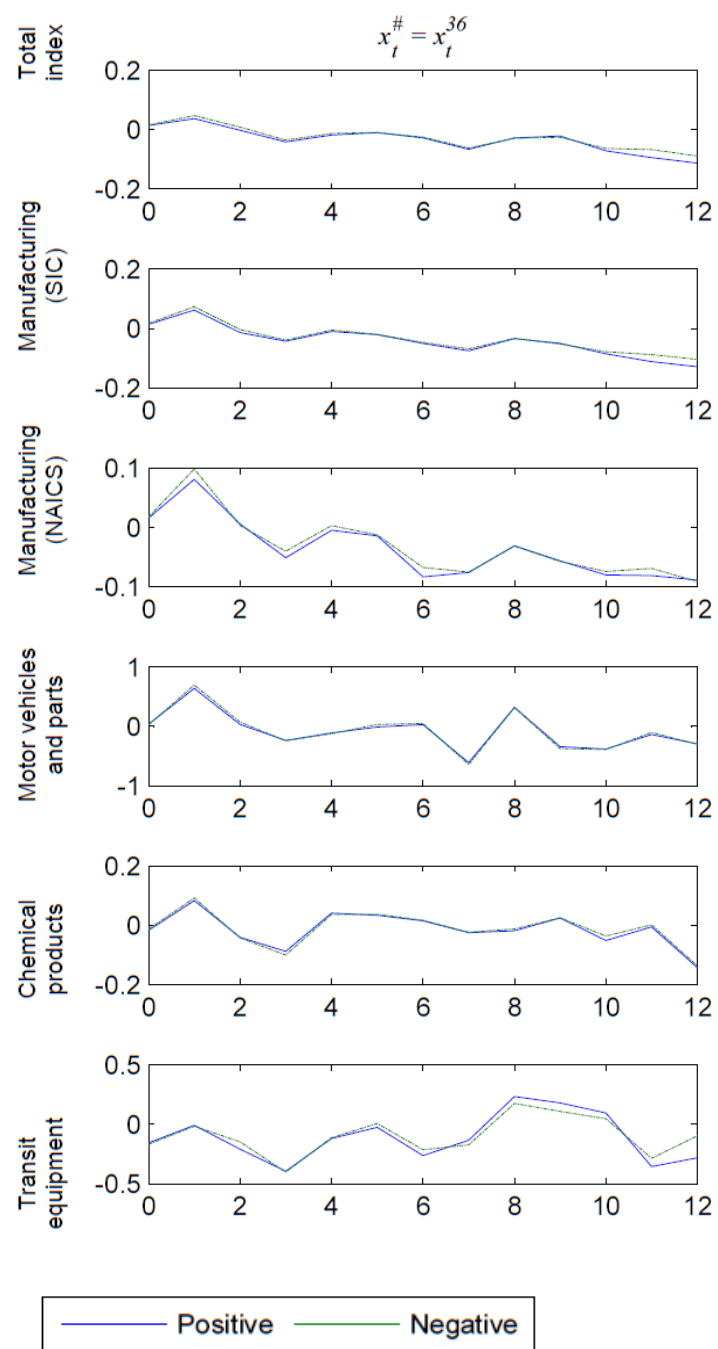 x_t^# = x_t^36
Total
index
0.2
0
-0.2
0 2 4 6 8 10 12
Manufacturing
(SIC)
0.2
0
-0.2
0 2 4 6 8 10 12
Manufacturing
(NAICS)
0.1
0
-0.1
0 2 4 6 8 10 12
Motor vehicles
and parts
1
0
-1
0 2 4 6 8 10 12
Chemical
products
0.2
0
-0.2
0 2 4 6 8 10 12
Transit
equipment
0.5
0
-0.5
0 2 4 6 8 10 12
Positive Negative